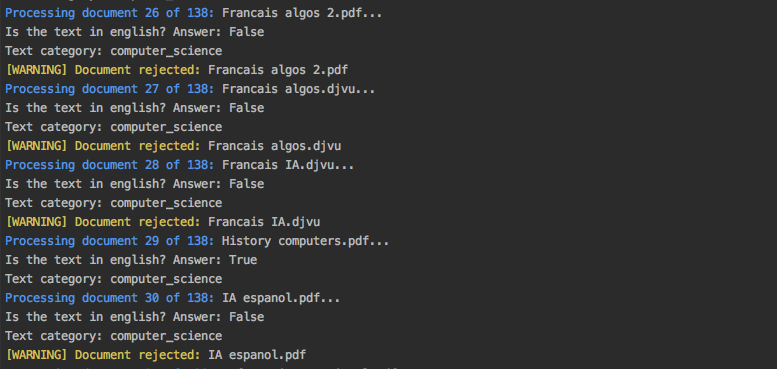 Processing document 26 of 138: Francais algos 2.pdf...
Is the text in english? Answer: False
Text category: computer_science
[WARNING] Document rejected: Francais algos 2.pdf
Processing document 27 of 138: Francais algos.djvu...
Is the text in english? Answer: False
Text category: computer_science
[WARNING] Document rejected: Francais algos.djvu
Processing document 28 of 138: Francais IA.djvu...
Is the text in english? Answer: False
Text category: computer_science
[WARNING] Document rejected: Francais IA.djvu
Processing document 29 of 138: History computers.pdf...
Is the text in english? Answer: True
Text category: computer_science
Processing document 30 of 138: IA espanol.pdf...
Is the text in english? Answer: False
Text category: computer_science
[WARNING] Document rejected: IA espanol.pdf